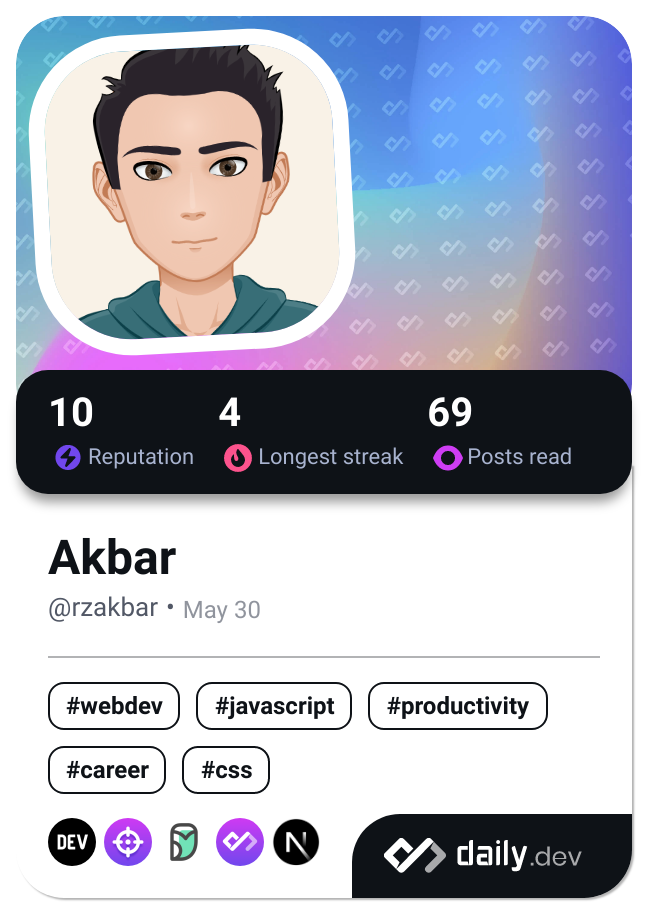 10 4 69
Reputation Longest streak Posts read
Akbar
@rzakbar • May 30
#webdev #javascript #productivity
#career #css
DEV N daily.dev